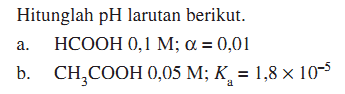 Hitunglah pH larutan berikut.
a. HCOOH 0,1 M; α = 0,01
b. CH₃COOH 0,05 M; Kₐ = 1,8 × 10⁻⁵